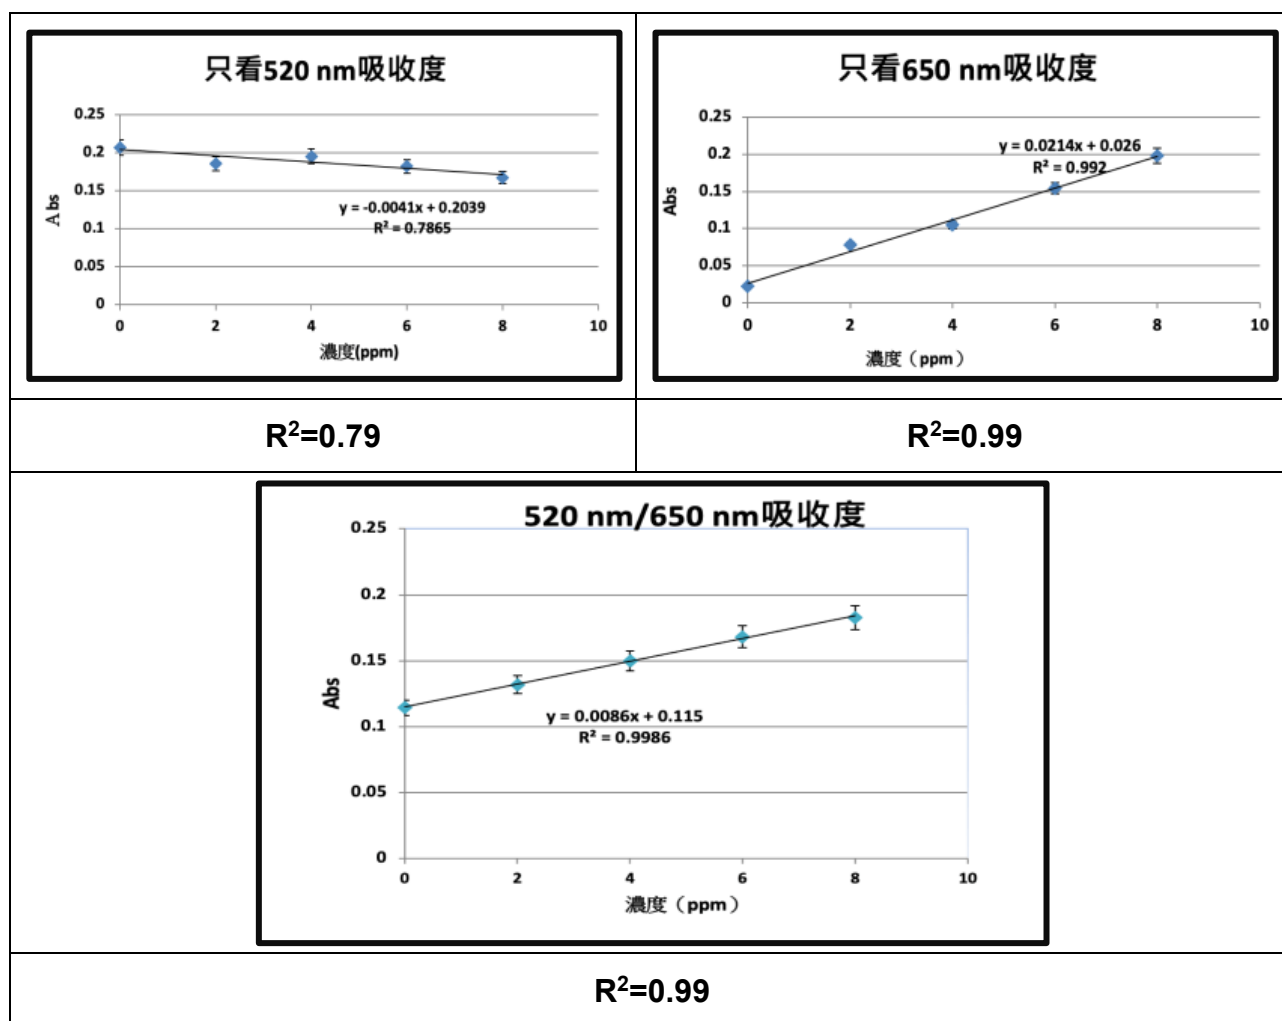 只看520 nm吸收度
0.25
0.2
0.15
0.1
0.05
0
Abs
y = -0.0041x + 0.2039
R² = 0.7865
0 2 4 6 8 10
濃度(ppm)
只看650 nm吸收度
0.25
0.2
0.15
0.1
0.05
0
Abs
y = 0.0214x + 0.026
R² = 0.992
0 2 4 6 8 10
濃度（ppm）
R²=0.79
R²=0.99
520 nm/650 nm吸收度
0.25
0.2
0.15
0.1
0.05
0
Abs
y = 0.0086x + 0.115
R² = 0.9986
0 2 4 6 8 10
濃度（ppm）
R²=0.99